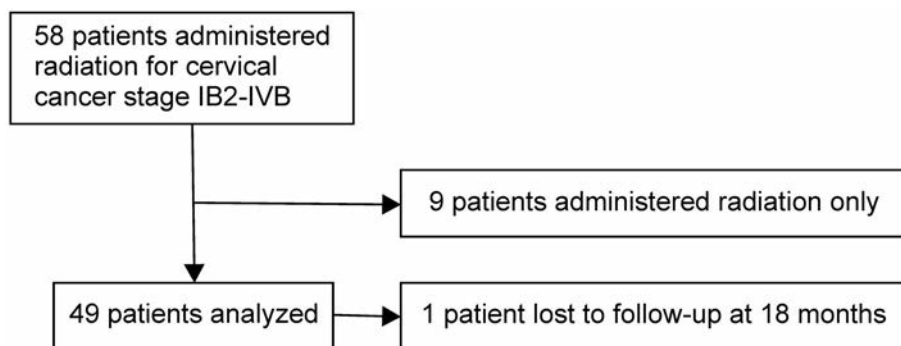 58 patients administered
radiation for cervical
cancer stage IB2-IVB
9 patients administered radiation only
49 patients analyzed
1 patient lost to follow-up at 18 months